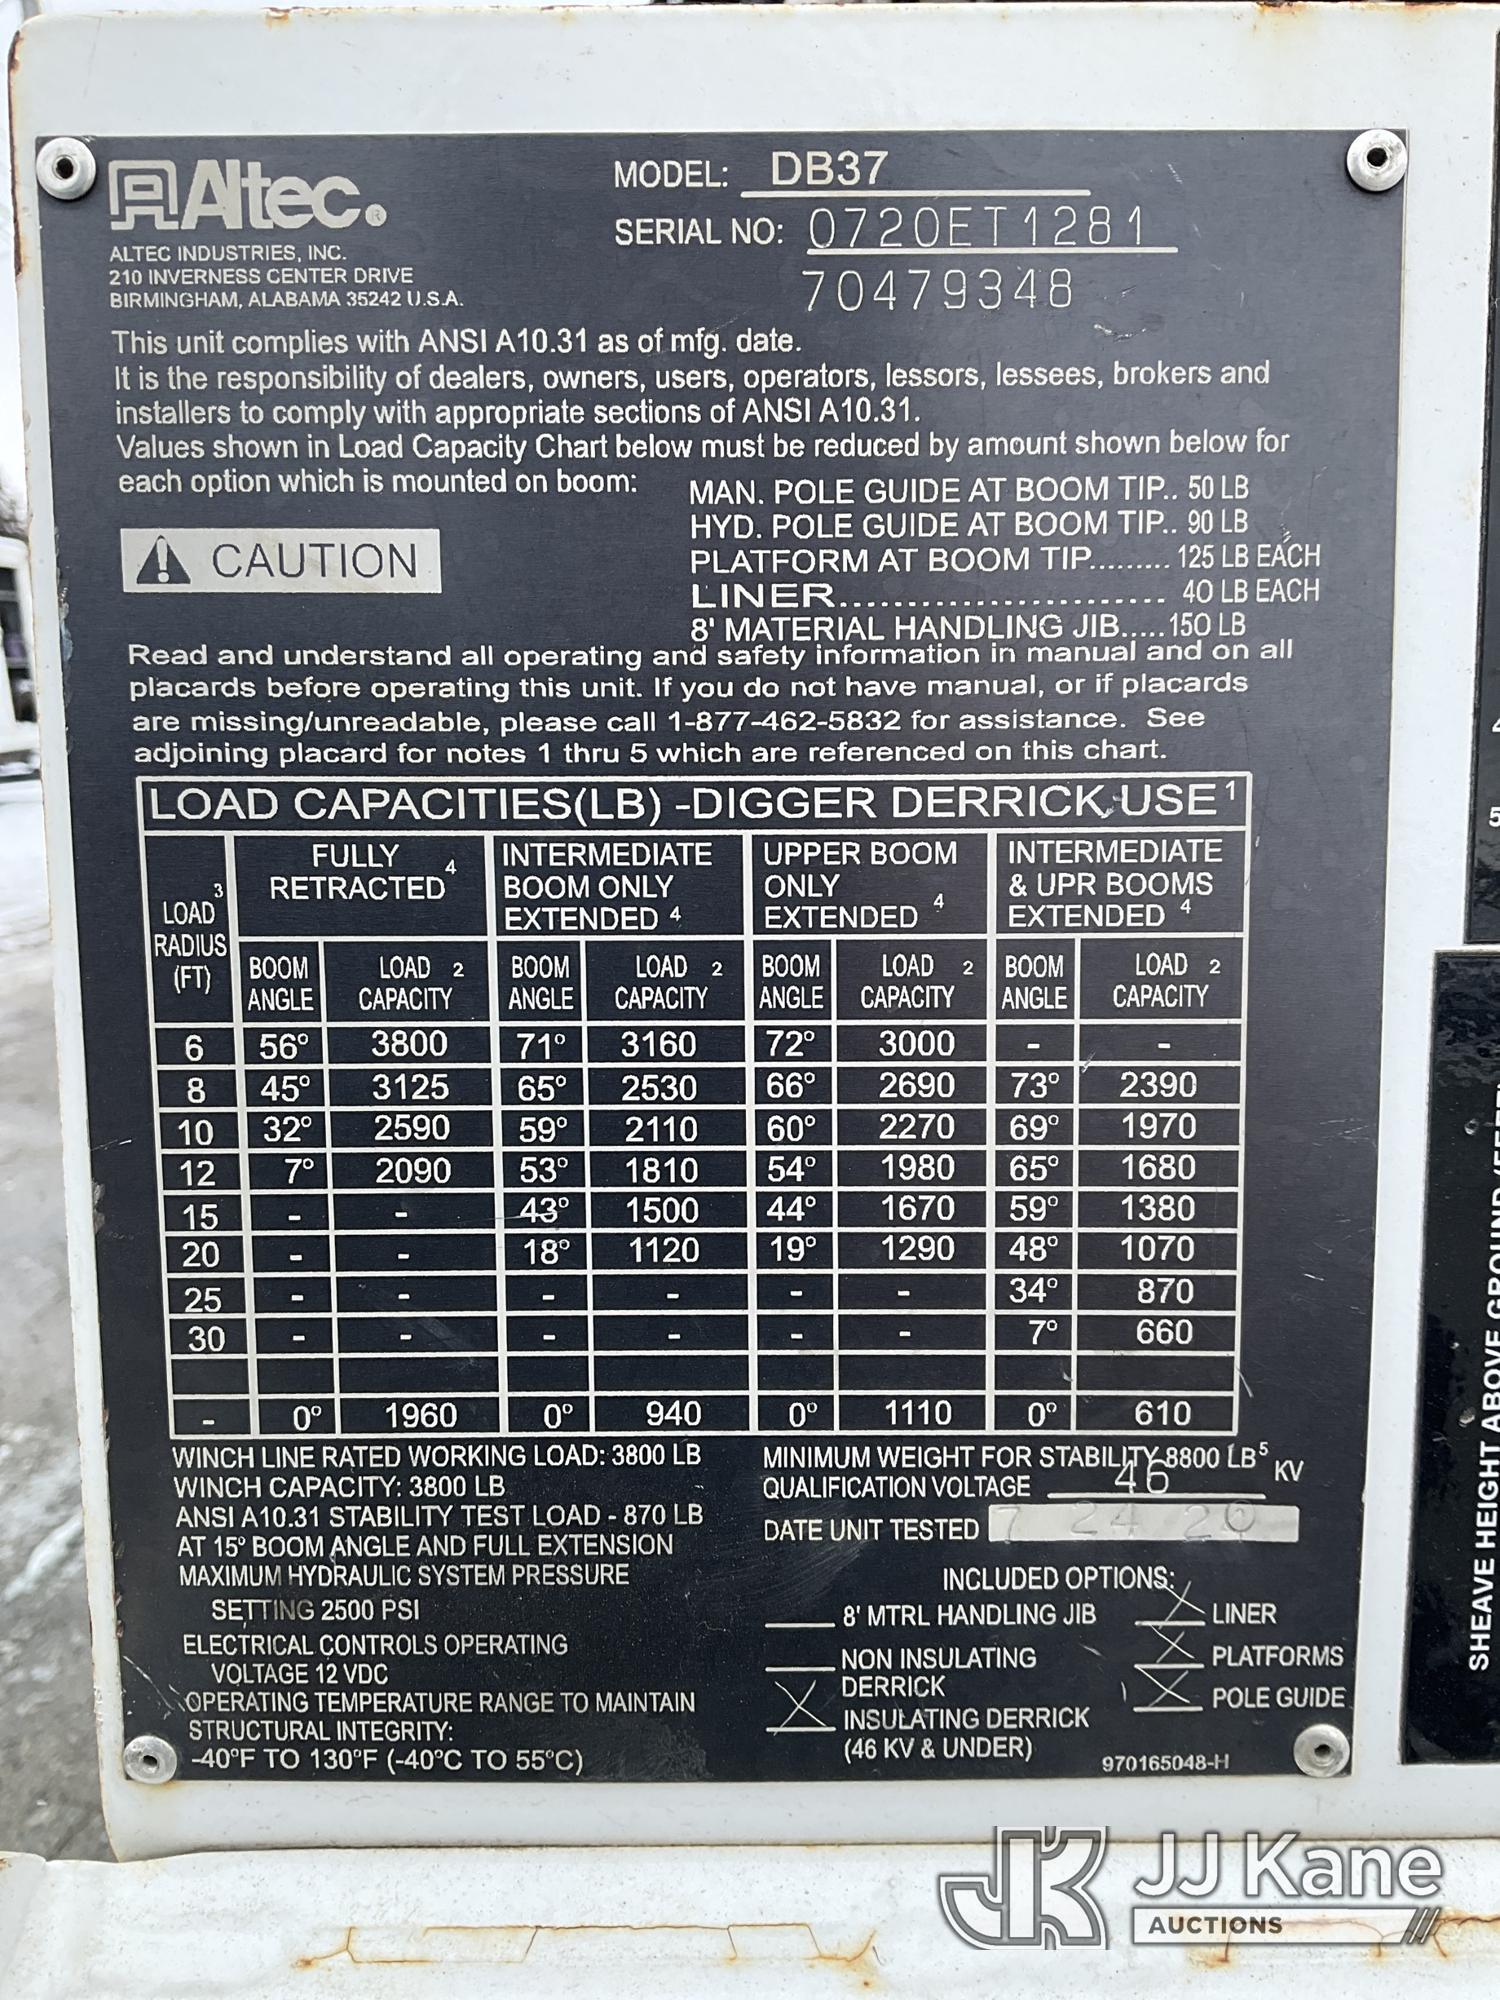 Altec®
ALTEC INDUSTRIES, INC.
210 INVERNESS CENTER DRIVE
BIRMINGHAM, ALABAMA 35242 U.S.A.
MODEL: DB37
SERIAL NO: 0720ET1281
70479348
This unit complies with ANSI A10.31 as of mfg. date.
It is the responsibility of dealers, owners, users, operators, lessors, lessees, brokers and
installers to comply with appropriate sections of ANSI A10.31.
Values shown in Load Capacity Chart below must be reduced by amount shown below for
each option which is mounted on boom:
MAN. POLE GUIDE AT BOOM TIP.. 50 LB
HYD. POLE GUIDE AT BOOM TIP.. 90 LB
PLATFORM AT BOOM TIP......... 125 LB EACH
LINER........................ 40 LB EACH
8' MATERIAL HANDLING JIB.....150 LB
CAUTION
Read and understand all operating and safety information in manual and on all
placards before operating this unit. If you do not have manual, or if placards
are missing/unreadable, please call 1-877-462-5832 for assistance. See
adjoining placard for notes 1 thru 5 which are referenced on this chart.
LOAD CAPACITIES(LB) -DIGGER DERRICK USE 1
LOAD 3 RADIUS (FT)
FULLY RETRACTED 4
INTERMEDIATE BOOM ONLY EXTENDED 4
UPPER BOOM ONLY EXTENDED 4
INTERMEDIATE & UPR BOOMS EXTENDED 4
BOOM ANGLE LOAD 2 CAPACITY BOOM ANGLE LOAD 2 CAPACITY BOOM ANGLE LOAD 2 CAPACITY BOOM ANGLE LOAD 2 CAPACITY
6 56° 3800 71° 3160 72° 3000 - -
8 45° 3125 65° 2530 66° 2690 73° 2390
10 32° 2590 59° 2110 60° 2270 69° 1970
12 7° 2090 53° 1810 54° 1980 65° 1680
15 - - 43° 1500 44° 1670 59° 1380
20 - - 18° 1120 19° 1290 48° 1070
25 - - - - - - 34° 870
30 - - - - - - 7° 660
- 0° 1960 0° 940 0° 1110 0° 610
WINCH LINE RATED WORKING LOAD: 3800 LB
WINCH CAPACITY: 3800 LB
ANSI A10.31 STABILITY TEST LOAD - 870 LB
AT 15° BOOM ANGLE AND FULL EXTENSION
MAXIMUM HYDRAULIC SYSTEM PRESSURE
SETTING 2500 PSI
ELECTRICAL CONTROLS OPERATING
VOLTAGE 12 VDC
OPERATING TEMPERATURE RANGE TO MAINTAIN
STRUCTURAL INTEGRITY:
-40°F TO 130°F (-40°C TO 55°C)
MINIMUM WEIGHT FOR STABILITY 8800 LB 5
QUALIFICATION VOLTAGE 46 KV
DATE UNIT TESTED 7 24 20
INCLUDED OPTIONS:
8' MTRL HANDLING JIB
NON INSULATING
DERRICK
X INSULATING DERRICK
(46 KV & UNDER)
X LINER
X PLATFORMS
X POLE GUIDE
970165048-H
SHEAVE HEIGHT ABOVE GROUND (FEET)
JK JJ Kane
AUCTIONS